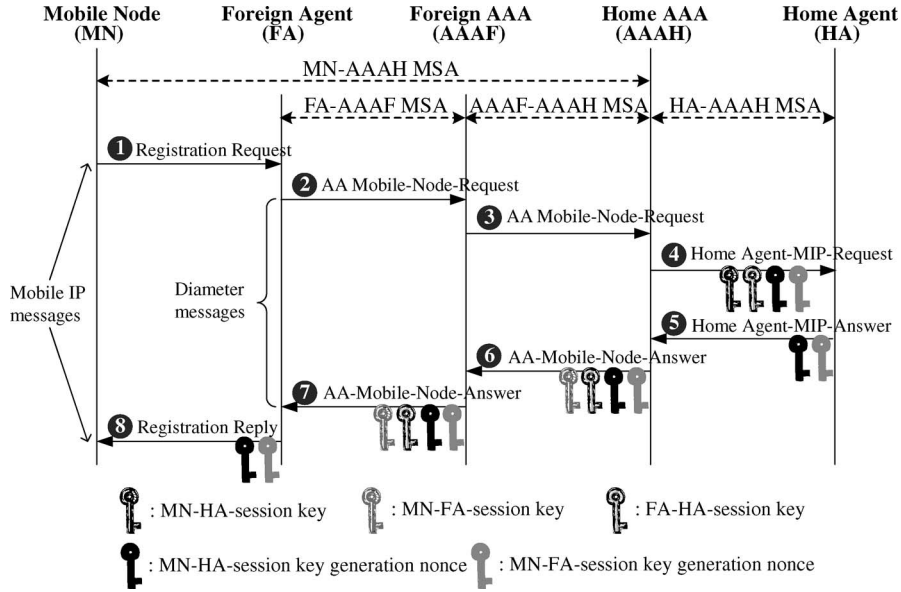 Mobile Node Foreign Agent Foreign AAA Home AAA Home Agent
(MN) (FA) (AAAF) (AAAH) (HA)
MN-AAAH MSA
FA-AAAF MSA AAAF-AAAH MSA HA-AAAH MSA
1 Registration Request
2 AA Mobile-Node-Request
3 AA Mobile-Node-Request
4 Home Agent-MIP-Request
Mobile IP
messages
Diameter
messages
5 Home Agent-MIP-Answer
6 AA-Mobile-Node-Answer
7 AA-Mobile-Node-Answer
8 Registration Reply
: MN-HA-session key : MN-FA-session key : FA-HA-session key
: MN-HA-session key generation nonce : MN-FA-session key generation nonce